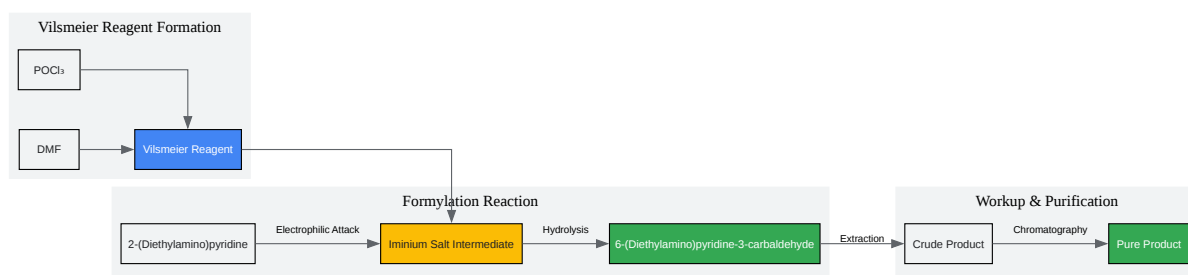 Vilsmeier Reagent Formation
POCl₃
DMF
Vilsmeier Reagent
Formylation Reaction
2-(Diethylamino)pyridine
Electrophilic Attack
Iminium Salt Intermediate
Hydrolysis
6-(Diethylamino)pyridine-3-carbaldehyde
Extraction
Workup & Purification
Crude Product
Chromatography
Pure Product